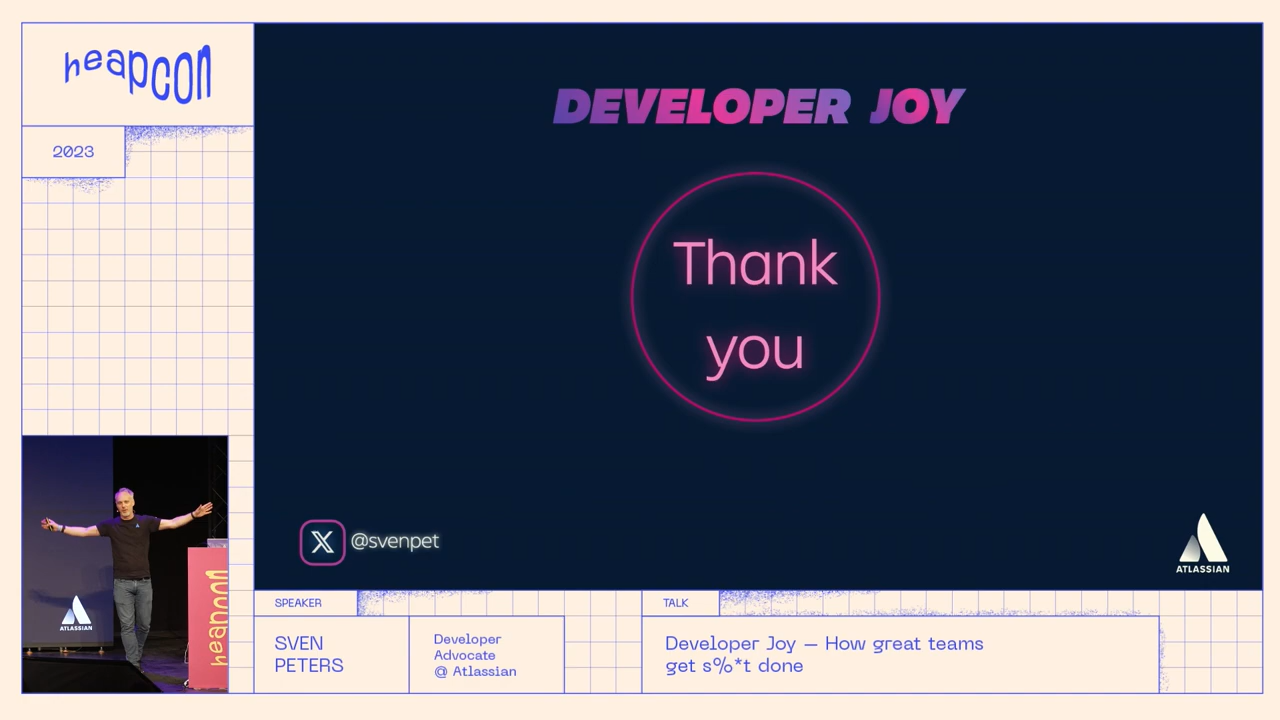 heapcon
2023
DEVELOPER JOY
Thank
you
@svenpet
ATLASSIAN
ATLASSIAN
heapcon
SPEAKER
SVEN
PETERS
Developer
Advocate
@ Atlassian
TALK
Developer Joy — How great teams
get s%*t done